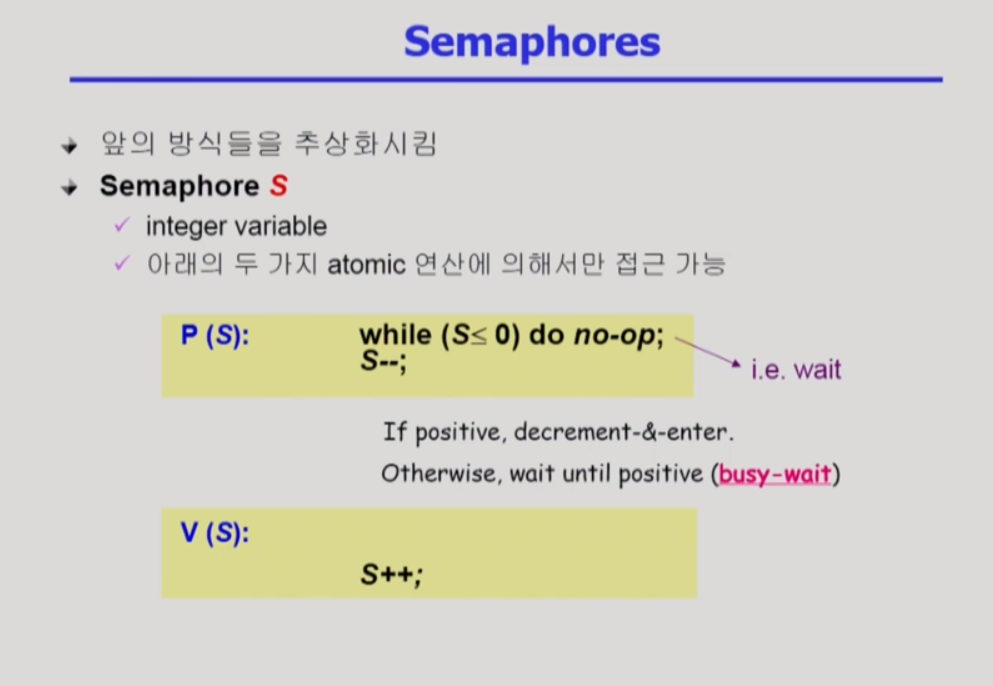 Semaphores
앞의 방식들을 추상화시킴
Semaphore S
integer variable
아래의 두 가지 atomic 연산에 의해서만 접근 가능
P (S): while (S≤ 0) do no-op;
S--;
i.e. wait
If positive, decrement-&-enter.
Otherwise, wait until positive (busy-wait)
V (S):
S++;